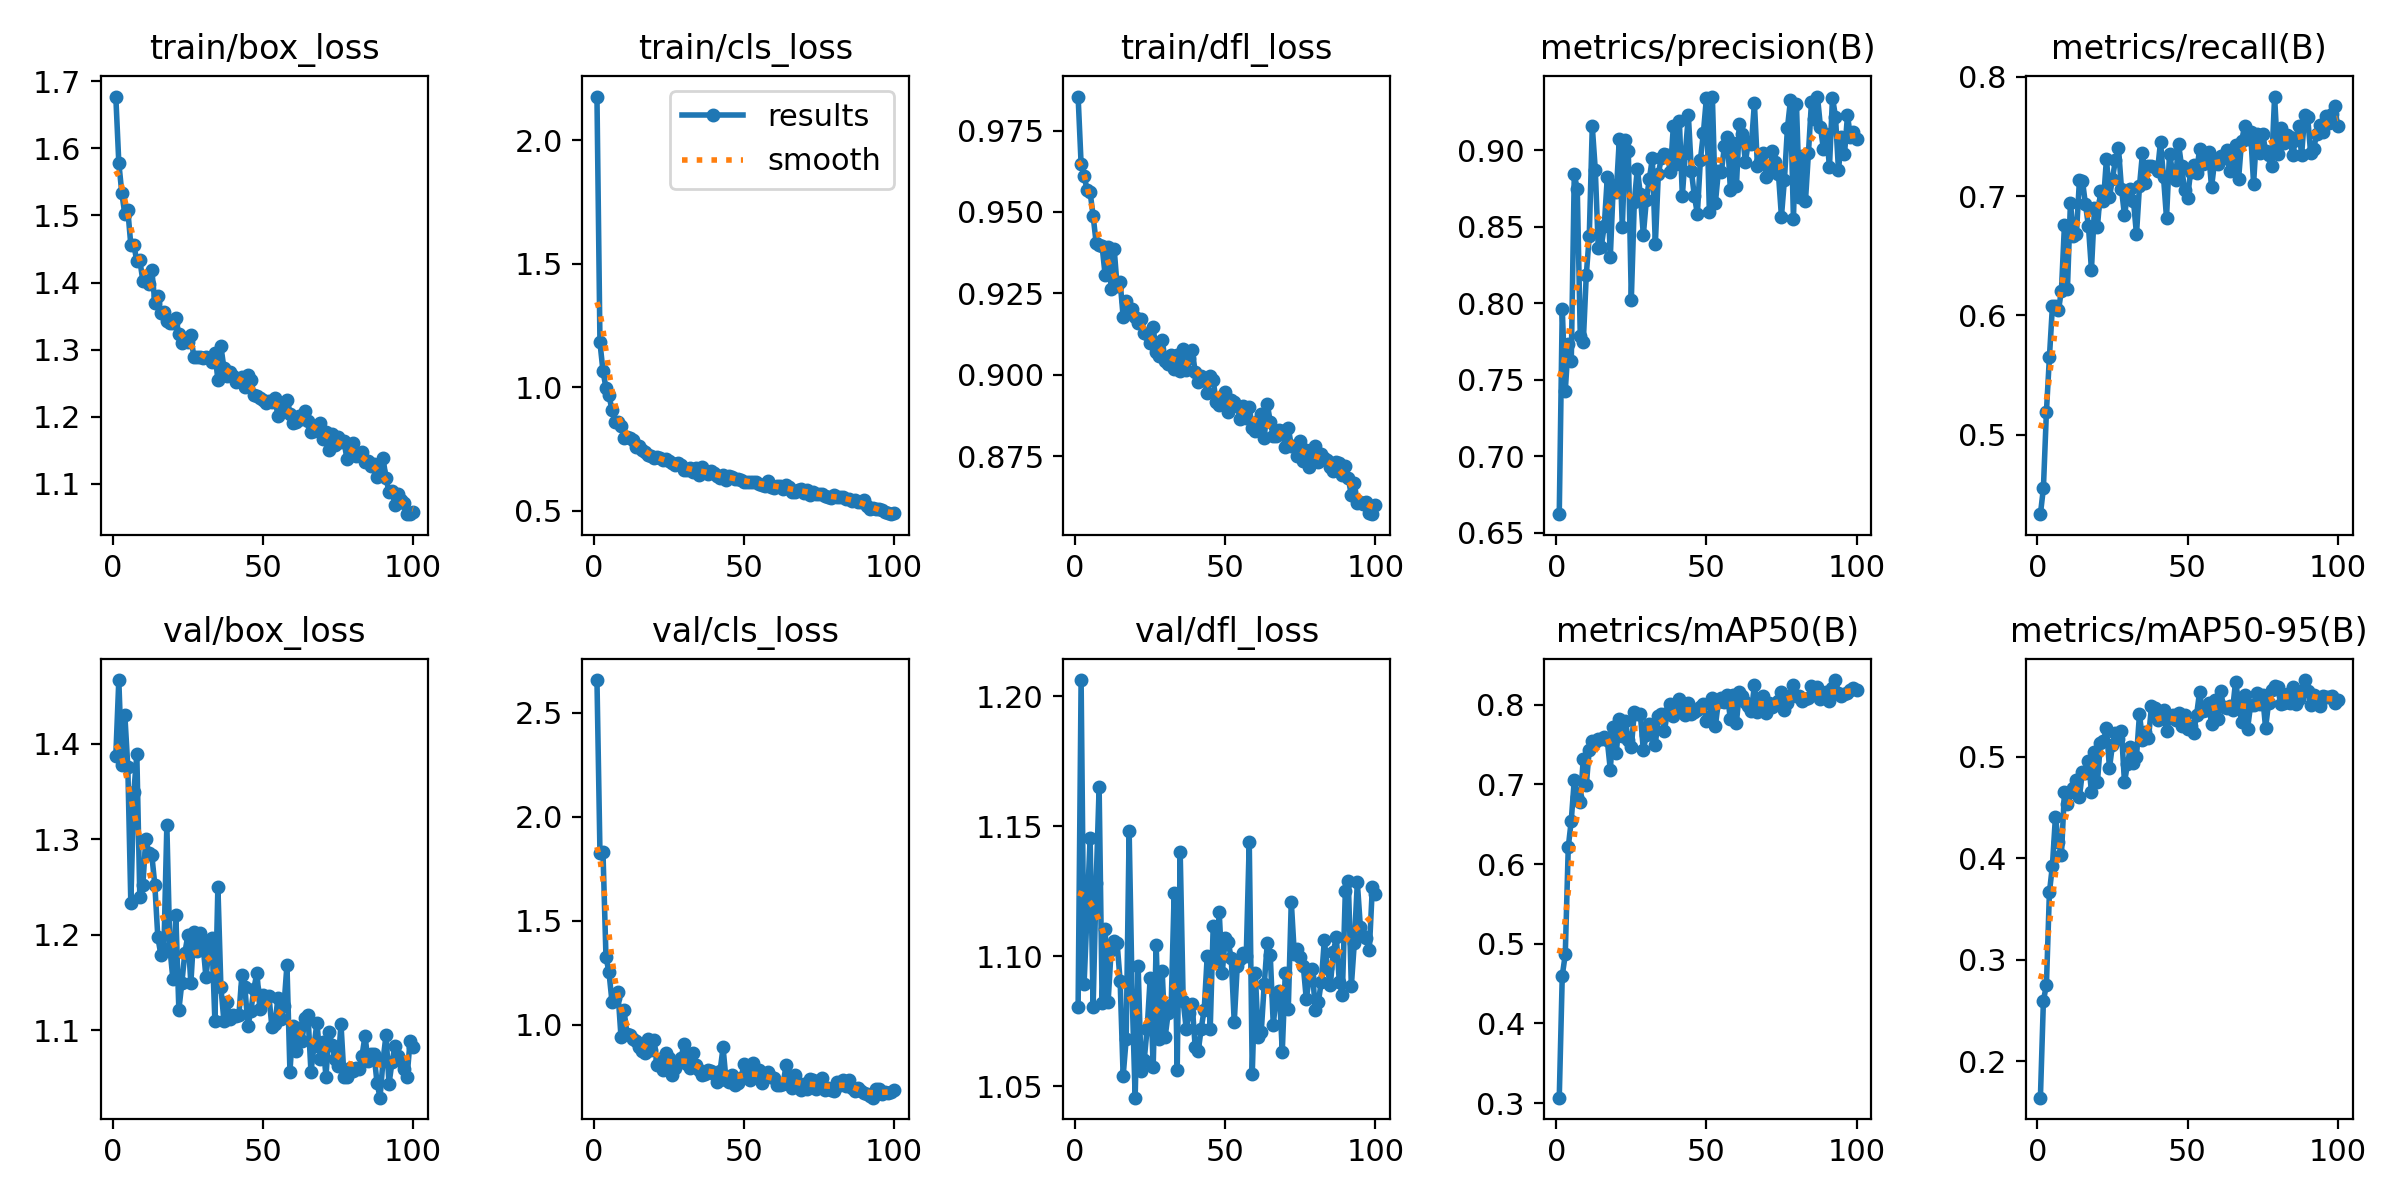 train/box_loss
1.7
1.6
1.5
1.4
1.3
1.2
1.1
0 50 100
train/cls_loss
results
smooth
2.0
1.5
1.0
0.5
0 50 100
train/dfl_loss
0.975
0.950
0.925
0.900
0.875
0 50 100
metrics/precision(B)
0.90
0.85
0.80
0.75
0.70
0.65
0 50 100
metrics/recall(B)
0.8
0.7
0.6
0.5
0 50 100
val/box_loss
1.4
1.3
1.2
1.1
0 50 100
val/cls_loss
2.5
2.0
1.5
1.0
0 50 100
val/dfl_loss
1.20
1.15
1.10
1.05
0 50 100
metrics/mAP50(B)
0.8
0.7
0.6
0.5
0.4
0.3
0 50 100
metrics/mAP50-95(B)
0.5
0.4
0.3
0.2
0 50 100